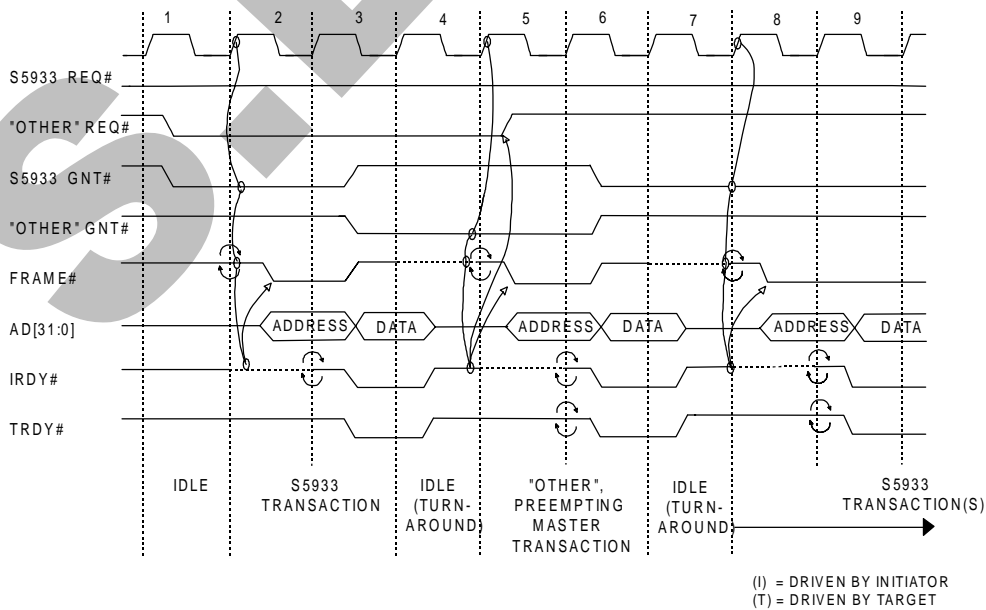 1 2 3 4 5 6 7 8 9
S5933 REQ#
"OTHER" REQ#
S5933 GNT#
"OTHER" GNT#
FRAME#
AD[31:0]
ADDRESS DATA ADDRESS DATA ADDRESS DATA
IRDY#
TRDY#
IDLE
S5933
TRANSACTION
IDLE
(TURN-
AROUND)
"OTHER",
PREEMPTING
MASTER
TRANSACTION
IDLE
(TURN-
AROUND)
S5933
TRANSACTION(S)
(I) = DRIVEN BY INITIATOR
(T) = DRIVEN BY TARGET